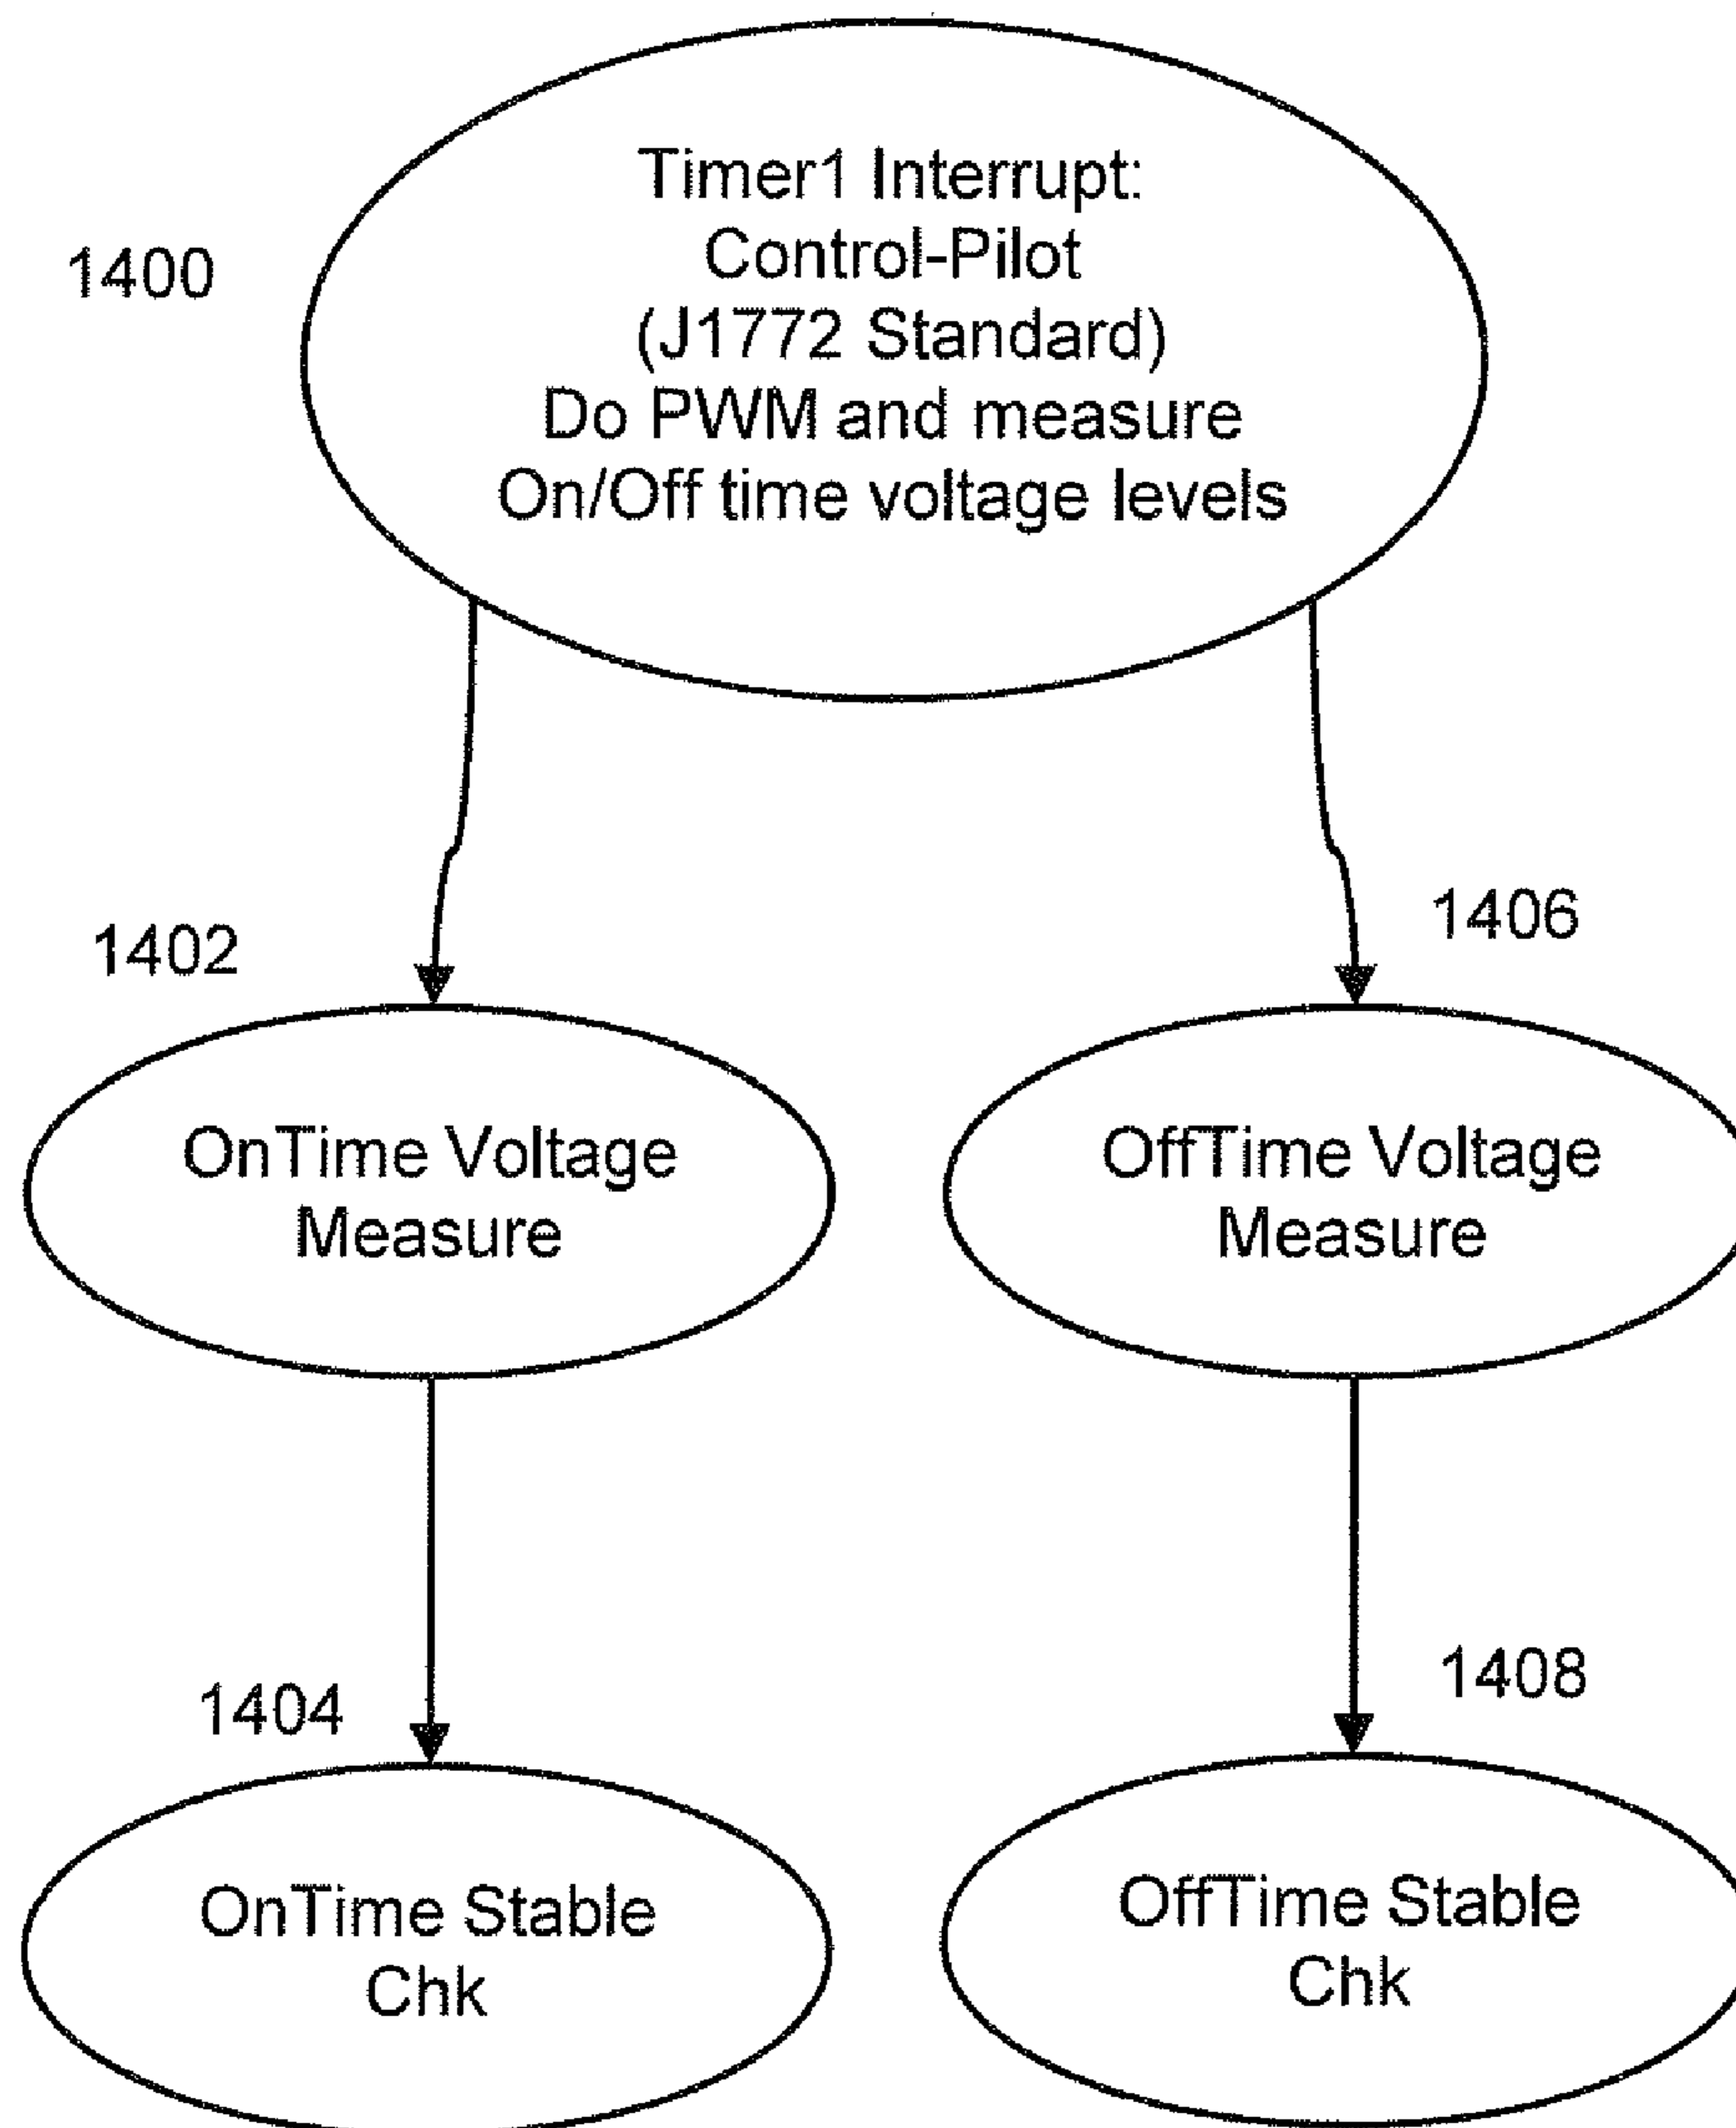 1400
Timer1 Interrupt:
Control-Pilot
(J1772 Standard)
Do PWM and measure
On/Off time voltage levels
1402
OnTime Voltage
Measure
1406
OffTime Voltage
Measure
1404
OnTime Stable
Chk
1408
OffTime Stable
Chk